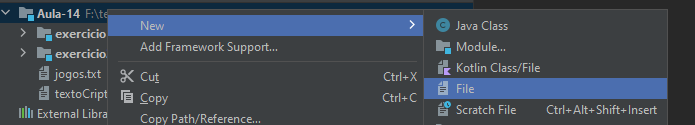 Aula-14 F:\te
New
Java Class
exercicio
Add Framework Support...
Module...
exercicio
Kotlin Class/File
jogos.txt
Cut Ctrl+X
File
textoCript
Copy Ctrl+C
Scratch File Ctrl+Alt+Shift+Insert
External Libra
Copy Path/Reference...